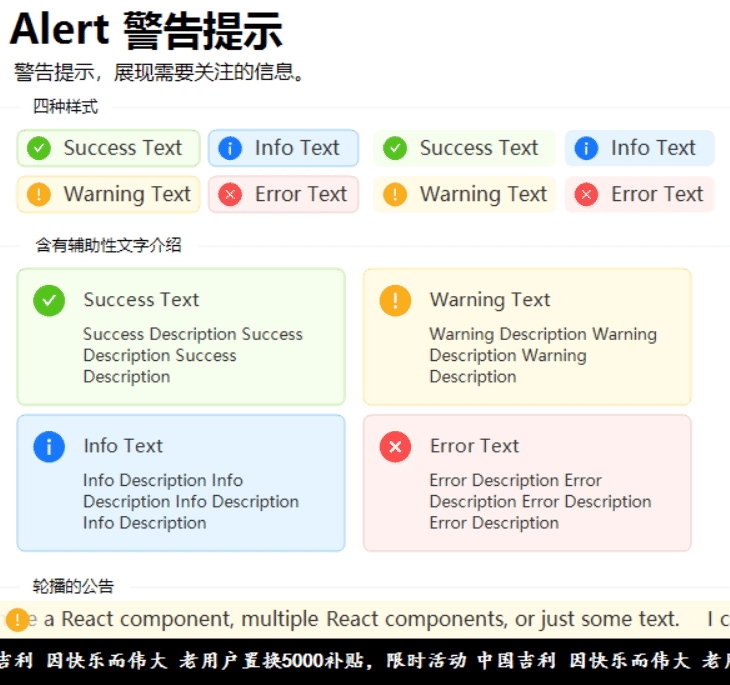 Alert 警告提示
警告提示，展现需要关注的信息。
四种样式
Success Text
Info Text
Success Text
Info Text
Warning Text
Error Text
Warning Text
Error Text
含有辅助性文字介绍
Success Text
Success Description Success
Description Success
Description
Warning Text
Warning Description Warning
Description Warning
Description
Info Text
Info Description Info
Description Info Description
Info Description
Error Text
Error Description Error
Description Error Description
Error Description
轮播的公告
a React component, multiple React components, or just some text. I c
吉利 因快乐而伟大 老用户置换5000补贴，限时活动 中国吉利 因快乐而伟大 老